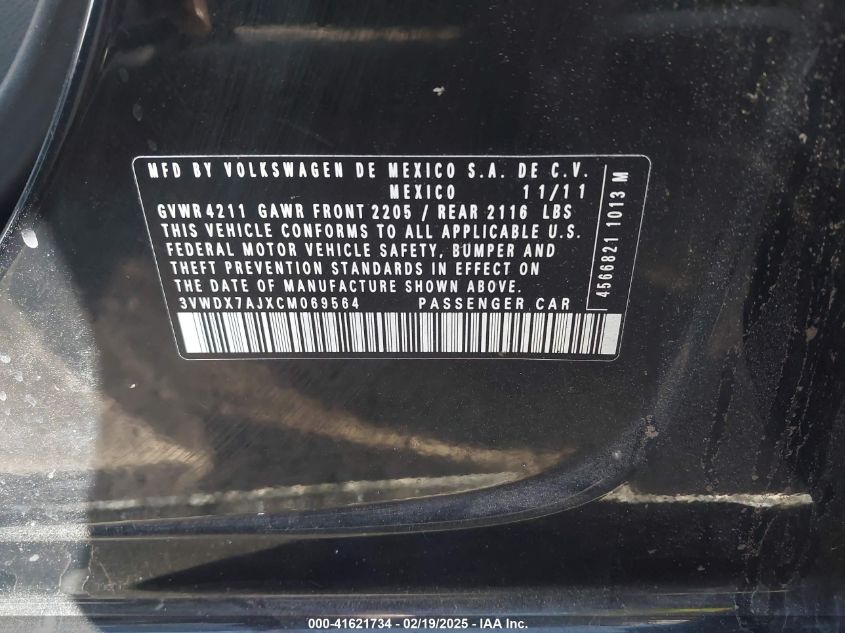 MFD BY VOLKSWAGEN DE MEXICO S.A. DE C.V.
MEXICO 11/11
GVWR 4211 GAWR FRONT 2205 / REAR 2116 LBS
THIS VEHICLE CONFORMS TO ALL APPLICABLE U.S.
FEDERAL MOTOR VEHICLE SAFETY, BUMPER AND
THEFT PREVENTION STANDARDS IN EFFECT ON
THE DATE OF MANUFACTURE SHOWN ABOVE.
3VWDX7AJXCM069564 PASSENGER CAR
4566821 1013 M
000-41621734 - 02/19/2025 - IAA Inc.